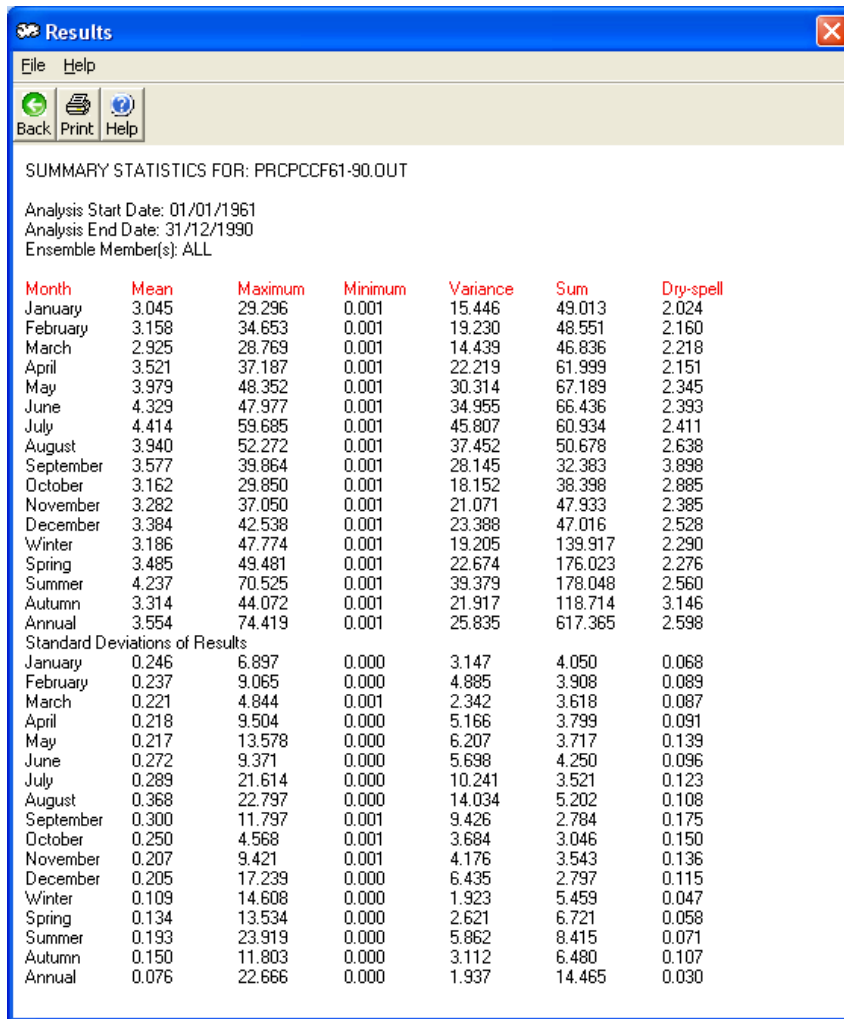 Results
File Help
Back Print Help
SUMMARY STATISTICS FOR: PRCPCCF61-90.OUT
Analysis Start Date: 01/01/1961
Analysis End Date: 31/12/1990
Ensemble Member(s): ALL
Month Mean Maximum Minimum Variance Sum Dry-spell
January 3.045 29.296 0.001 15.446 49.013 2.024
February 3.158 34.653 0.001 19.230 48.551 2.160
March 2.925 28.769 0.001 14.439 46.836 2.218
April 3.521 37.187 0.001 22.219 61.999 2.151
May 3.979 48.352 0.001 30.314 67.189 2.345
June 4.329 47.977 0.001 34.955 66.436 2.393
July 4.414 59.685 0.001 45.807 60.934 2.411
August 3.940 52.272 0.001 37.452 50.678 2.638
September 3.577 39.864 0.001 28.145 32.383 3.898
October 3.162 29.850 0.001 18.152 38.398 2.885
November 3.282 37.050 0.001 21.071 47.933 2.385
December 3.384 42.538 0.001 23.388 47.016 2.528
Winter 3.186 47.774 0.001 19.205 139.917 2.290
Spring 3.485 49.481 0.001 22.674 176.023 2.276
Summer 4.237 70.525 0.001 39.379 178.048 2.560
Autumn 3.314 44.072 0.001 21.917 118.714 3.146
Annual 3.554 74.419 0.001 25.835 617.365 2.598
Standard Deviations of Results
January 0.246 6.897 0.000 3.147 4.050 0.068
February 0.237 9.065 0.000 4.885 3.908 0.089
March 0.221 4.844 0.001 2.342 3.618 0.087
April 0.218 9.504 0.000 5.166 3.799 0.091
May 0.217 13.578 0.000 6.207 3.717 0.139
June 0.272 9.371 0.000 5.698 4.250 0.096
July 0.289 21.614 0.000 10.241 3.521 0.123
August 0.368 22.797 0.000 14.034 5.202 0.108
September 0.300 11.797 0.001 9.426 2.784 0.175
October 0.250 4.568 0.001 3.684 3.046 0.150
November 0.207 9.421 0.001 4.176 3.543 0.136
December 0.205 17.239 0.000 6.435 2.797 0.115
Winter 0.109 14.608 0.000 1.923 5.459 0.047
Spring 0.134 13.534 0.000 2.621 6.721 0.058
Summer 0.193 23.919 0.000 5.862 8.415 0.071
Autumn 0.150 11.803 0.000 3.112 6.480 0.107
Annual 0.076 22.666 0.000 1.937 14.465 0.030